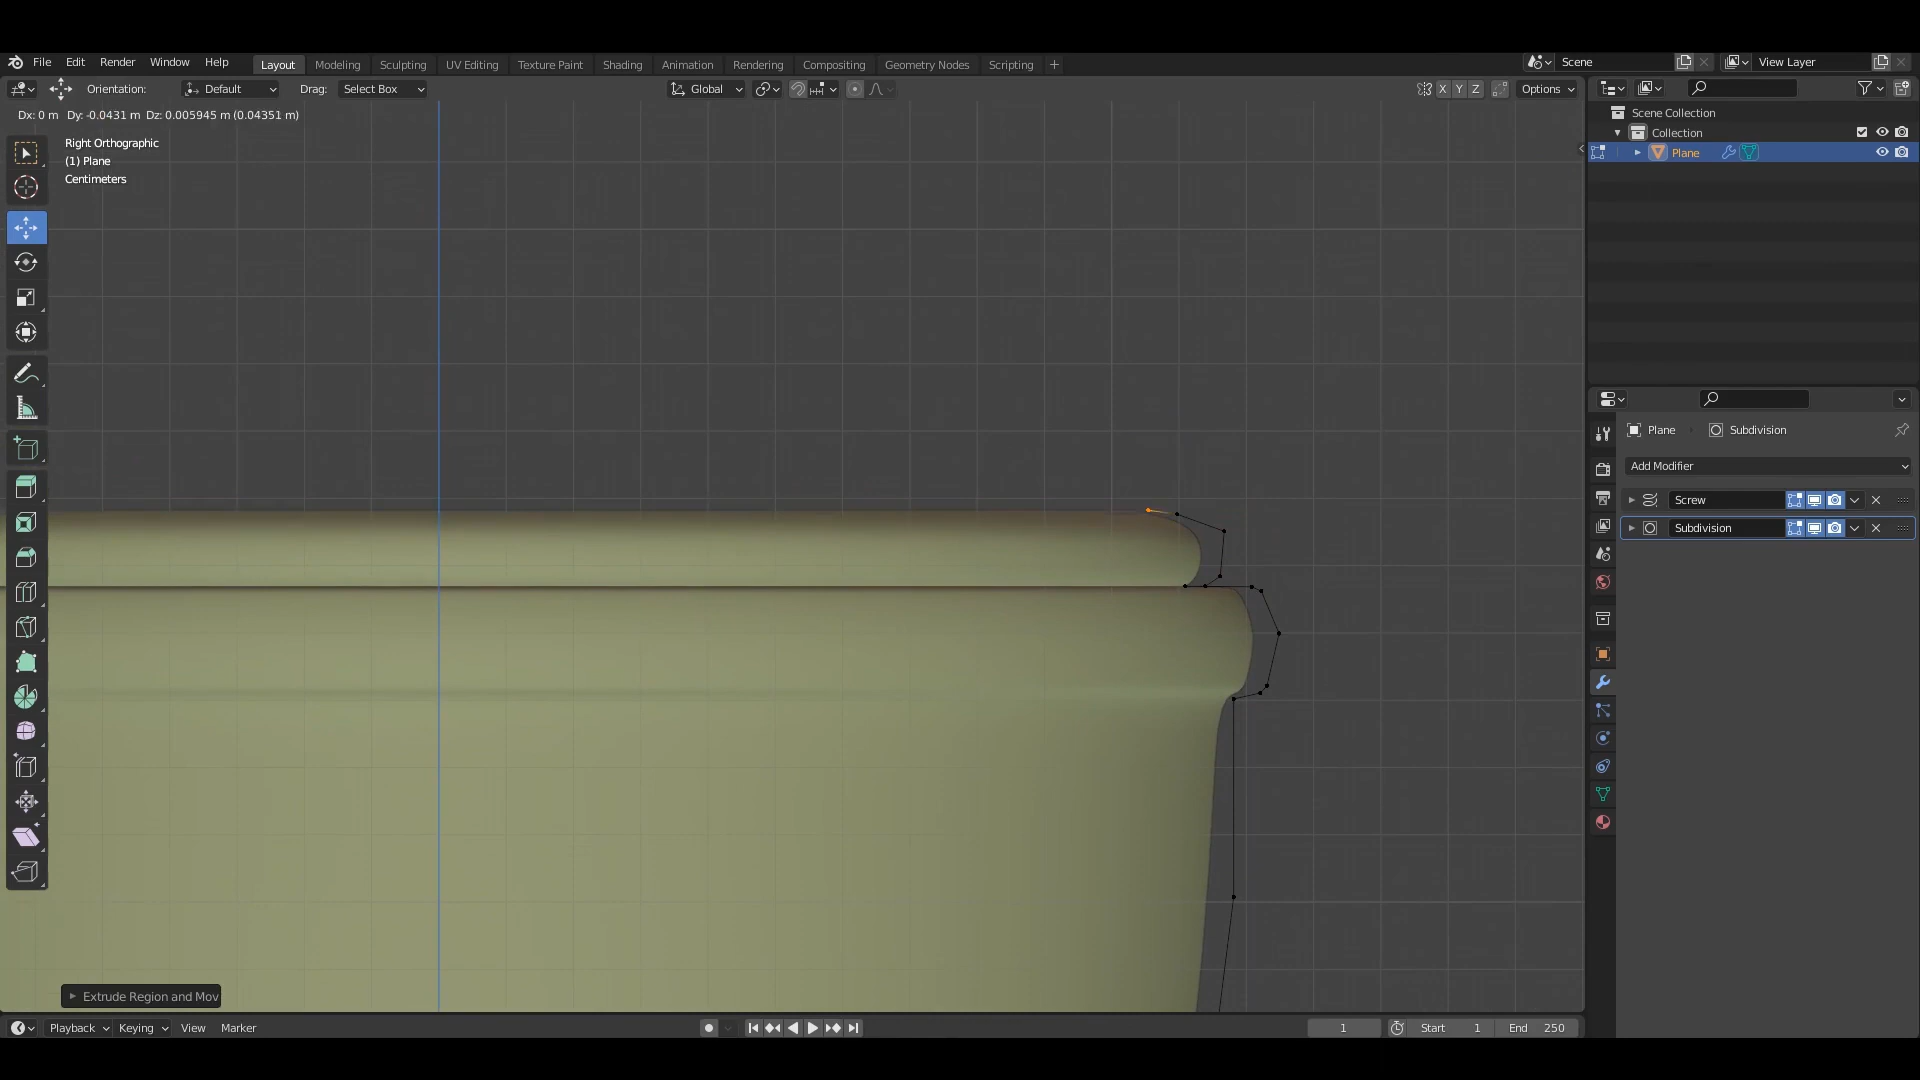 File Edit Render Window Help Layout Modeling Sculpting UV Editing Texture Paint Shading Animation Rendering Compositing Geometry Nodes Scripting + Scene View Layer
Orientation: Default Drag: Select Box Global X Y Z Options
Dx: 0 m Dy: -0.0431 m Dz: 0.005945 m (0.04351 m)
Scene Collection
Right Orthographic
Collection
(1) Plane
Plane
Centimeters
Plane Subdivision
Add Modifier
Screw
Subdivision
Extrude Region and Mov
Playback Keying View Marker 1 Start 1 End 250